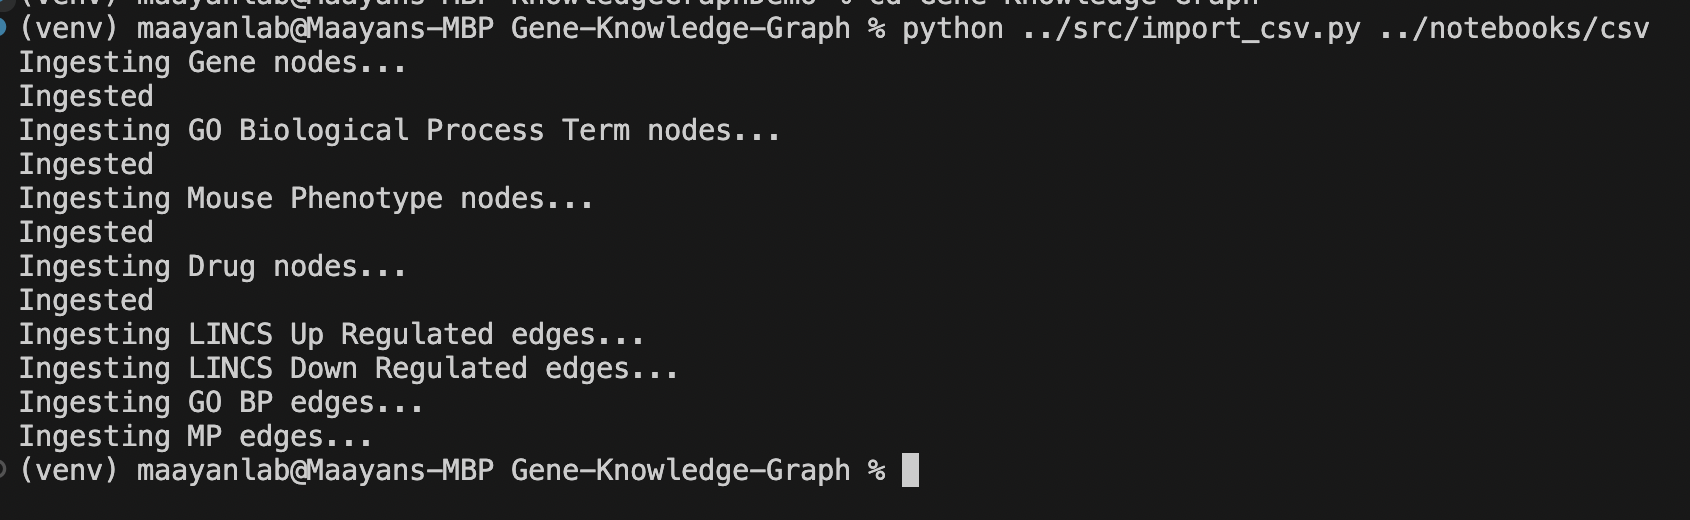 (venv) maayanlab@Maayans-MBP KnowledgeGraphDemo % cd Gene-Knowledge-Graph
(venv) maayanlab@Maayans-MBP Gene-Knowledge-Graph % python ../src/import_csv.py ../notebooks/csv
Ingesting Gene nodes...
Ingested
Ingesting GO Biological Process Term nodes...
Ingested
Ingesting Mouse Phenotype nodes...
Ingested
Ingesting Drug nodes...
Ingested
Ingesting LINCS Up Regulated edges...
Ingesting LINCS Down Regulated edges...
Ingesting GO BP edges...
Ingesting MP edges...
(venv) maayanlab@Maayans-MBP Gene-Knowledge-Graph %